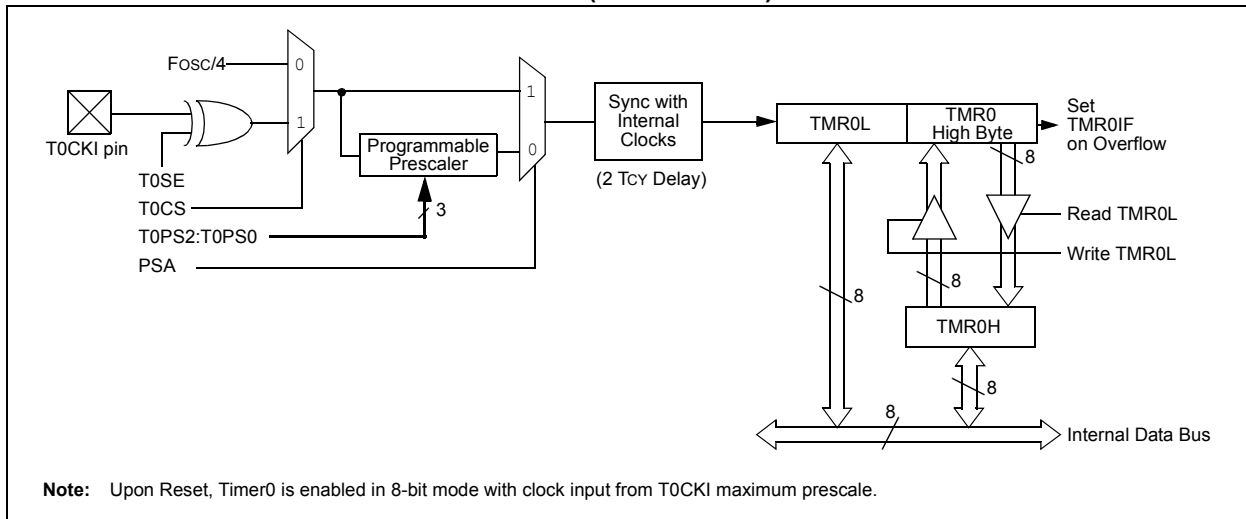 FOSC/4
0
1
T0CKI pin
T0SE
T0CS
T0PS2:T0PS0
PSA
Programmable
Prescaler
3
1
0
Sync with
Internal
Clocks
(2 TCY Delay)
TMR0L
TMR0
High Byte
Set
TMR0IF
on Overflow
8
Read TMR0L
Write TMR0L
8
8
TMR0H
8
8
Internal Data Bus
Note: Upon Reset, Timer0 is enabled in 8-bit mode with clock input from T0CKI maximum prescale.